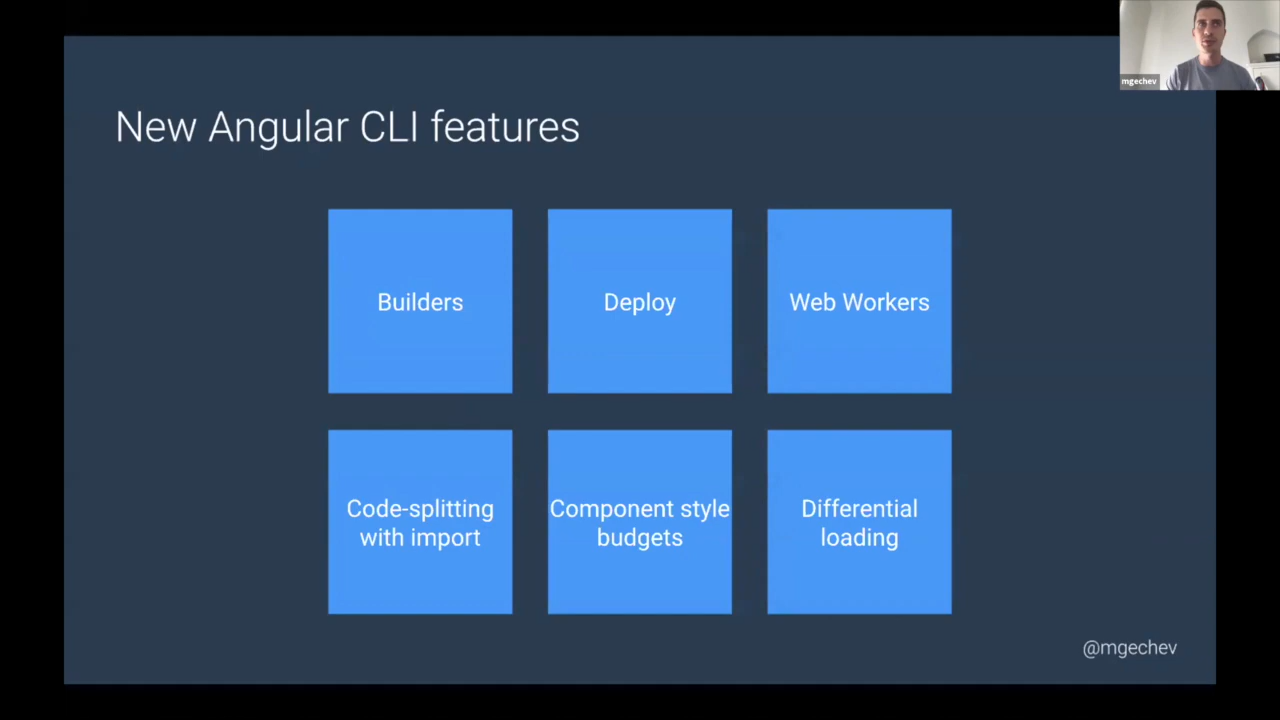 mgechev
New Angular CLI features
Builders
Deploy
Web Workers
Code-splitting
with import
Component style
budgets
Differential
loading
@mgechev